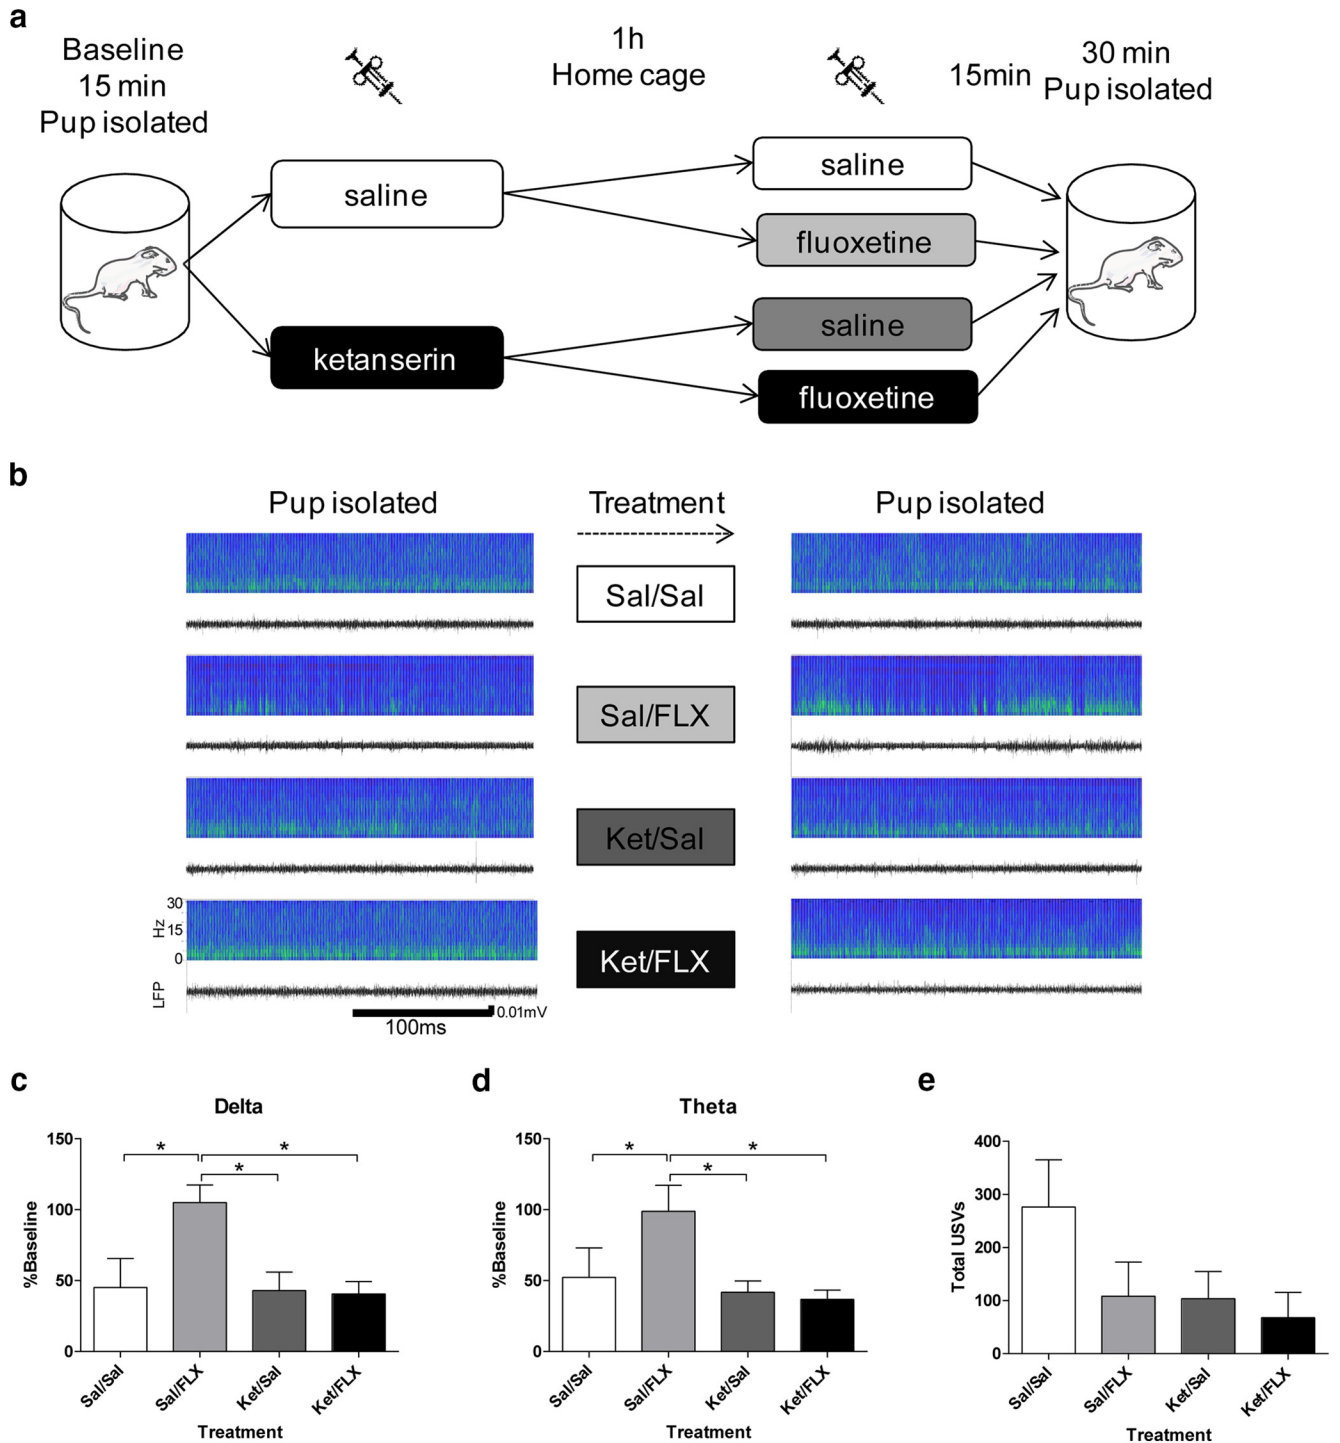 a
Baseline
15 min
Pup isolated
1h
Home cage
15min
30 min
Pup isolated
saline
ketanserin
saline
fluoxetine
saline
fluoxetine
b
Pup isolated
Treatment
Pup isolated
Sal/Sal
Sal/FLX
Ket/Sal
Ket/FLX
30
15
0
Hz
LFP
0.01mV
100ms
c
Delta
150
100
50
0
%Baseline
*
*
*
Sal/Sal
Sal/FLX
Ket/Sal
Ket/FLX
Treatment
d
Theta
150
100
50
0
%Baseline
*
*
*
Sal/Sal
Sal/FLX
Ket/Sal
Ket/FLX
Treatment
e
400
300
200
100
0
Total USVs
Sal/Sal
Sal/FLX
Ket/Sal
Ket/FLX
Treatment